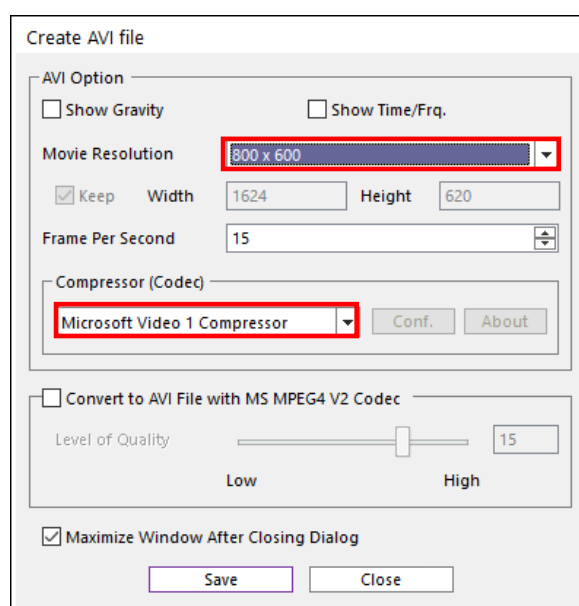 Create AVI file
AVI Option
Show Gravity Show Time/Frq.
Movie Resolution 800 x 600
Keep Width 1624 Height 620
Frame Per Second 15
Compressor (Codec)
Microsoft Video 1 Compressor Conf. About
Convert to AVI File with MS MPEG4 V2 Codec
Level of Quality 15
Low High
Maximize Window After Closing Dialog
Save Close